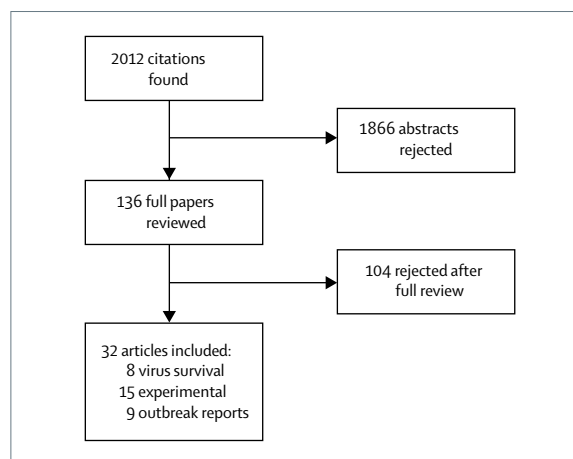 2012 citations
found
1866 abstracts
rejected
136 full papers
reviewed
104 rejected after
full review
32 articles included:
8 virus survival
15 experimental
9 outbreak reports